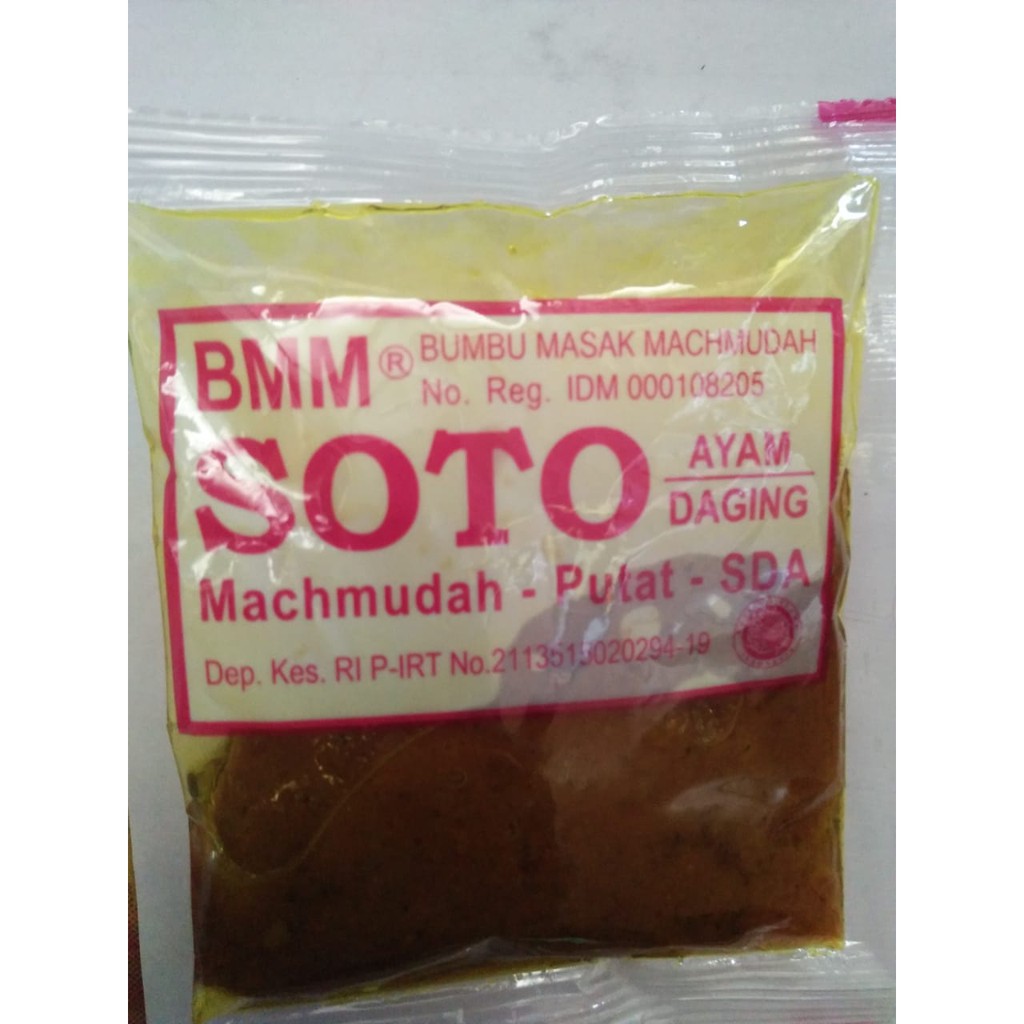 BMM® BUMBU MASAK MACHMUDAH
No. Reg. IDM 000108205
SOTO AYAM
DAGING
Machmudah - Putat - SDA
Dep. Kes. RI P-IRT No.2113515020294-19